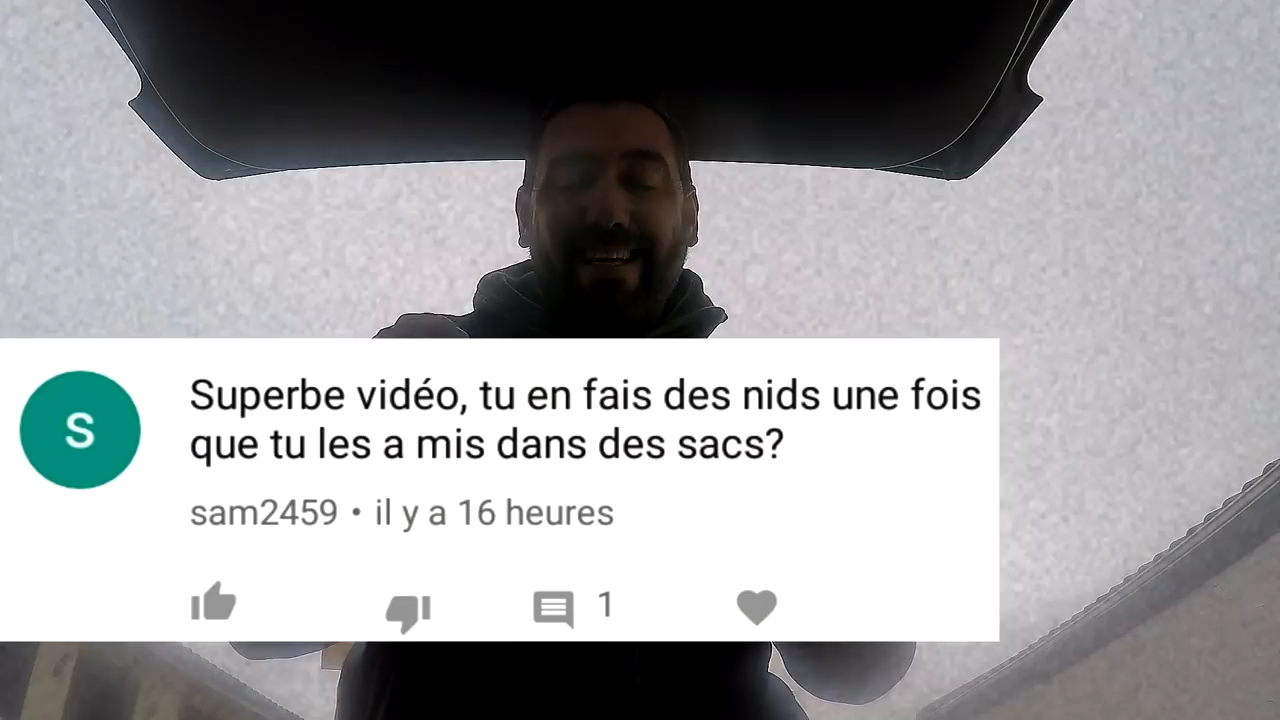 S
Superbe vidéo, tu en fais des nids une fois
que tu les a mis dans des sacs?
sam2459 • il y a 16 heures
1